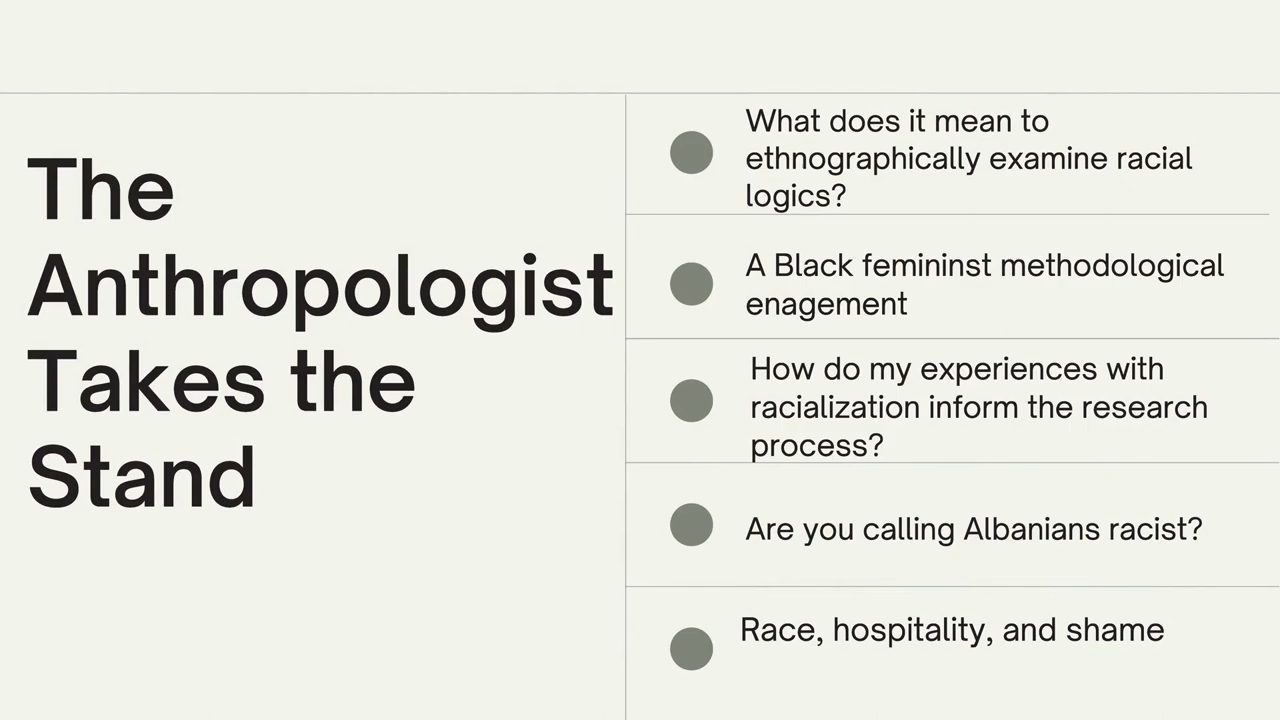 The
Anthropologist
Takes the
Stand
What does it mean to
ethnographically examine racial
logics?
A Black femininst methodological
enagement
How do my experiences with
racialization inform the research
process?
Are you calling Albanians racist?
Race, hospitality, and shame